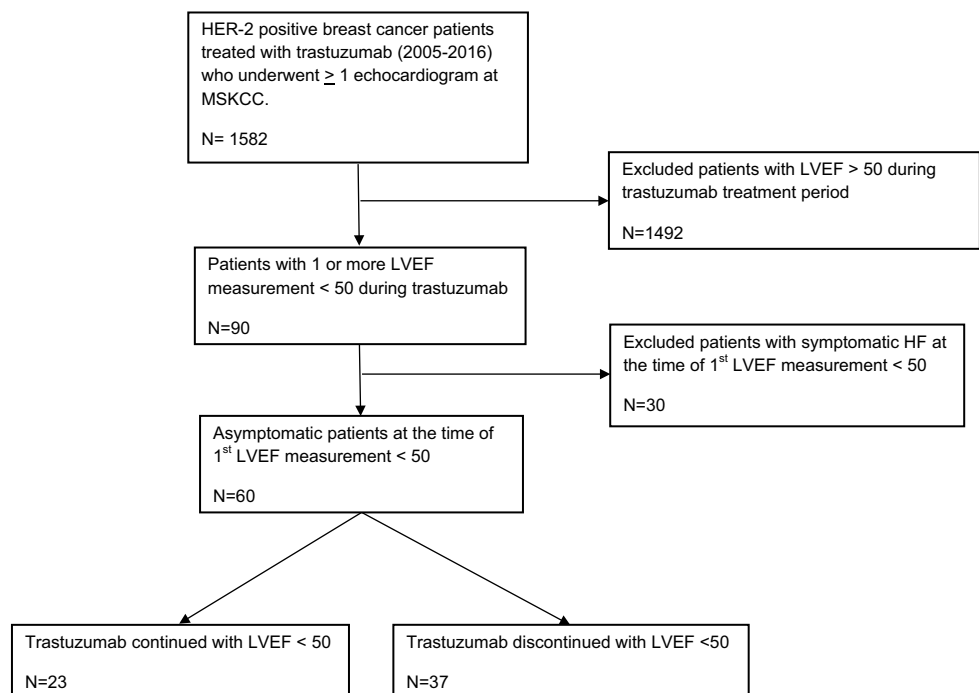 HER-2 positive breast cancer patients
treated with trastuzumab (2005-2016)
who underwent ≥ 1 echocardiogram at
MSKCC.
N= 1582
Excluded patients with LVEF > 50 during
trastuzumab treatment period
N=1492
Patients with 1 or more LVEF
measurement < 50 during trastuzumab
N=90
Excluded patients with symptomatic HF at
the time of 1st LVEF measurement < 50
N=30
Asymptomatic patients at the time of
1st LVEF measurement < 50
N=60
Trastuzumab continued with LVEF < 50
N=23
Trastuzumab discontinued with LVEF <50
N=37